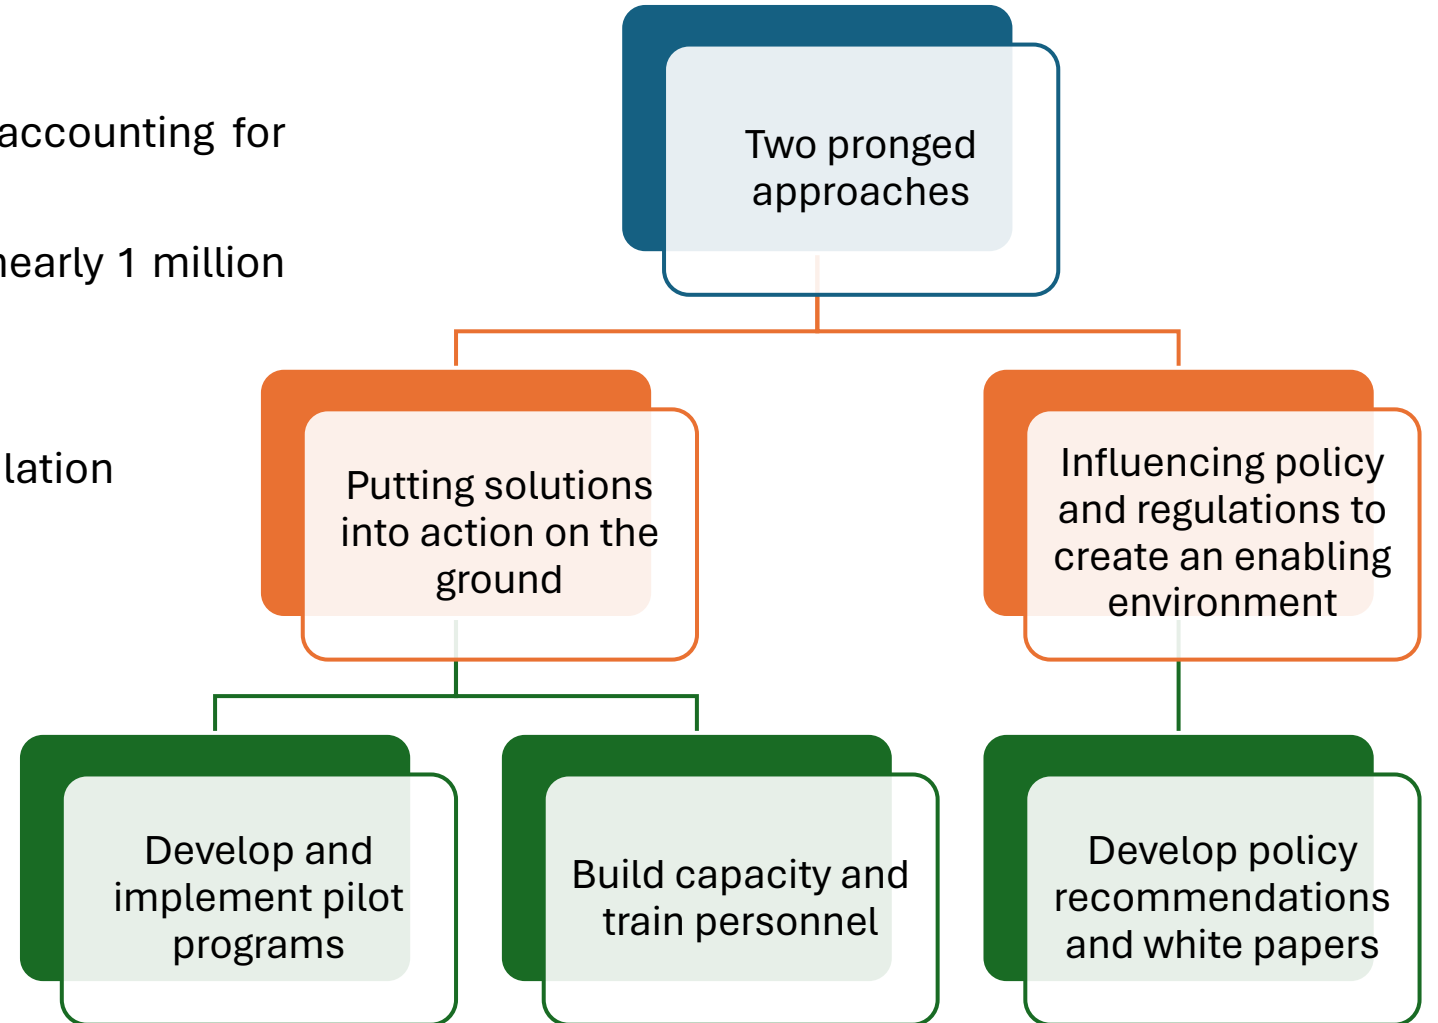 accounting for
nearly 1 million
lation
Two pronged
approaches
Putting solutions
into action on the
ground
Influencing policy
and regulations to
create an enabling
environment
Develop and
implement pilot
programs
Build capacity and
train personnel
Develop policy
recommendations
and white papers